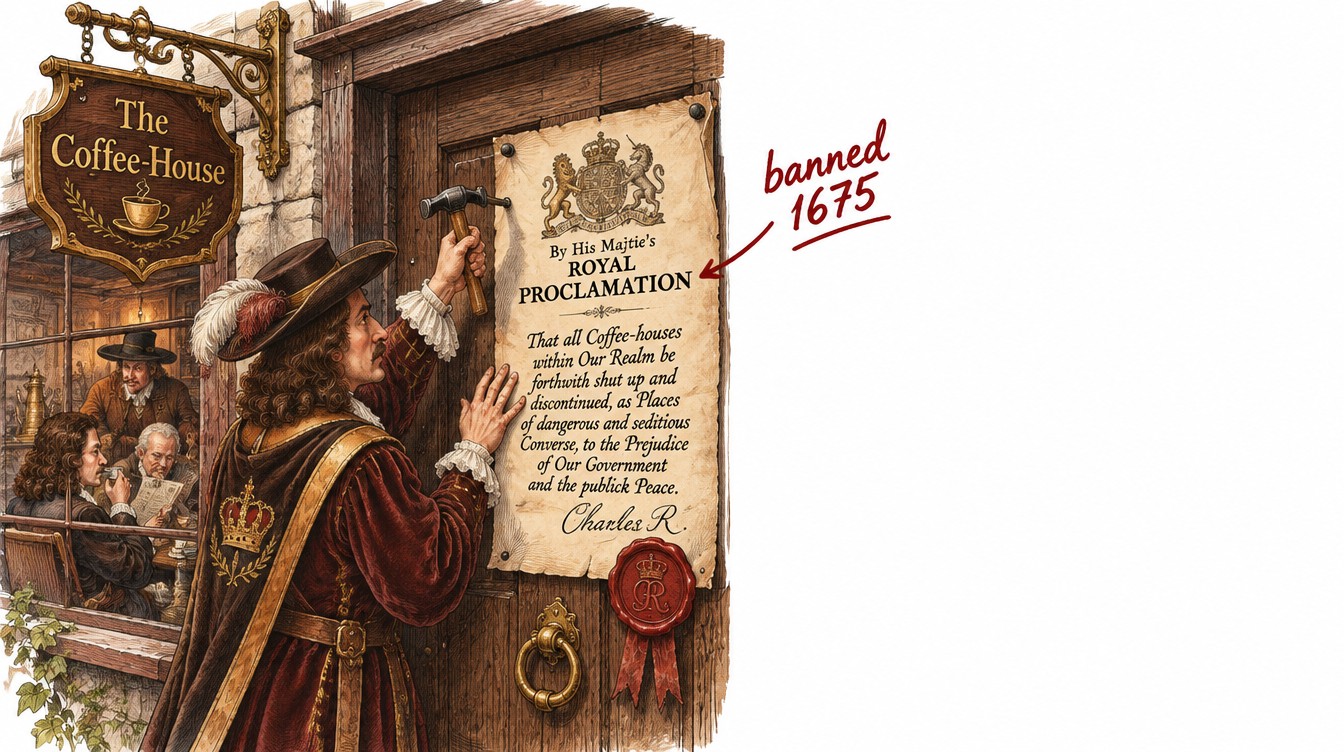 The
Coffee-House
By His Majtie's
ROYAL
PROCLAMATION
That all Coffee-houses
within Our Realm be
forthwith shut up and
discontinued, as Places
of dangerous and seditious
Converse, to the Prejudice
of Our Government
and the publick Peace.
Charles R.
banned
1675